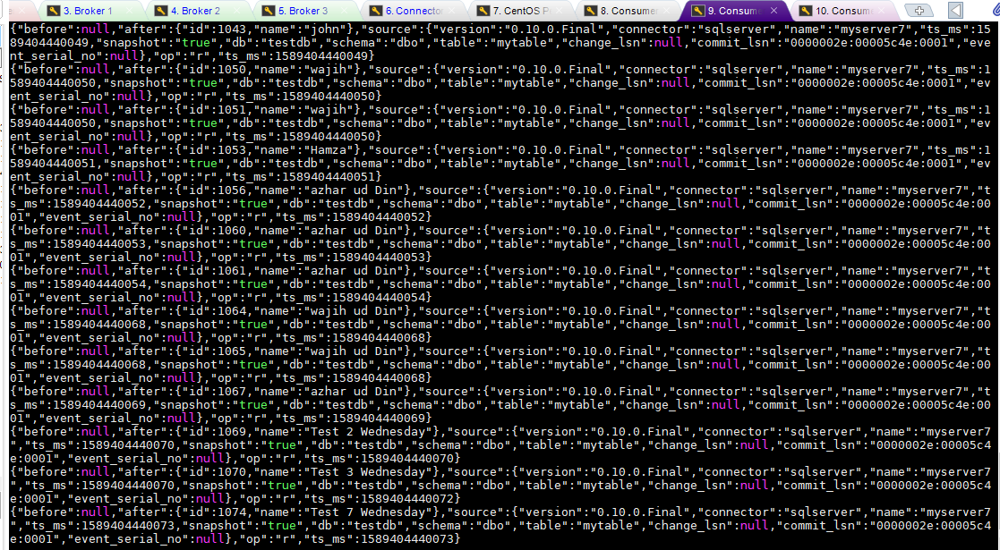 3. Broker 1
4. Broker 2
5. Broker 3
6. Connecto
7. CentOS P
8. Consume
9. Consum
10. Consume
{"before":null,"after":{"id":1043,"name":"john"},"source":{"version":"0.10.0.Final","connector":"sqlserver","name":"myserver7","ts_ms":15
89404440049,"snapshot":"true","db":"testdb","schema":"dbo","table":"mytable","change_lsn":null,"commit_lsn":"0000002e:00005c4e:0001","eve
nt_serial_no":null},"op":"r","ts_ms":1589404440049}
{"before":null,"after":{"id":1050,"name":"wajih"},"source":{"version":"0.10.0.Final","connector":"sqlserver","name":"myserver7","ts_ms":1
589404440050,"snapshot":"true","db":"testdb","schema":"dbo","table":"mytable","change_lsn":null,"commit_lsn":"0000002e:00005c4e:0001","ev
ent_serial_no":null},"op":"r","ts_ms":1589404440050}
{"before":null,"after":{"id":1051,"name":"wajih"},"source":{"version":"0.10.0.Final","connector":"sqlserver","name":"myserver7","ts_ms":1
589404440050,"snapshot":"true","db":"testdb","schema":"dbo","table":"mytable","change_lsn":null,"commit_lsn":"0000002e:00005c4e:0001","ev
ent_serial_no":null},"op":"r","ts_ms":1589404440050}
{"before":null,"after":{"id":1053,"name":"Hamza"},"source":{"version":"0.10.0.Final","connector":"sqlserver","name":"myserver7","ts_ms":1
589404440051,"snapshot":"true","db":"testdb","schema":"dbo","table":"mytable","change_lsn":null,"commit_lsn":"0000002e:00005c4e:0001","ev
ent_serial_no":null},"op":"r","ts_ms":1589404440051}
{"before":null,"after":{"id":1056,"name":"azhar ud Din"},"source":{"version":"0.10.0.Final","connector":"sqlserver","name":"myserver7","t
s_ms":1589404440052,"snapshot":"true","db":"testdb","schema":"dbo","table":"mytable","change_lsn":null,"commit_lsn":"0000002e:00005c4e:00
01","event_serial_no":null},"op":"r","ts_ms":1589404440052}
{"before":null,"after":{"id":1060,"name":"azhar ud Din"},"source":{"version":"0.10.0.Final","connector":"sqlserver","name":"myserver7","t
s_ms":1589404440053,"snapshot":"true","db":"testdb","schema":"dbo","table":"mytable","change_lsn":null,"commit_lsn":"0000002e:00005c4e:00
01","event_serial_no":null},"op":"r","ts_ms":1589404440053}
{"before":null,"after":{"id":1061,"name":"azhar ud Din"},"source":{"version":"0.10.0.Final","connector":"sqlserver","name":"myserver7","t
s_ms":1589404440054,"snapshot":"true","db":"testdb","schema":"dbo","table":"mytable","change_lsn":null,"commit_lsn":"0000002e:00005c4e:00
01","event_serial_no":null},"op":"r","ts_ms":1589404440054}
{"before":null,"after":{"id":1064,"name":"wajih ud Din"},"source":{"version":"0.10.0.Final","connector":"sqlserver","name":"myserver7","t
s_ms":1589404440068,"snapshot":"true","db":"testdb","schema":"dbo","table":"mytable","change_lsn":null,"commit_lsn":"0000002e:00005c4e:00
01","event_serial_no":null},"op":"r","ts_ms":1589404440068}
{"before":null,"after":{"id":1065,"name":"wajih ud Din"},"source":{"version":"0.10.0.Final","connector":"sqlserver","name":"myserver7","t
s_ms":1589404440068,"snapshot":"true","db":"testdb","schema":"dbo","table":"mytable","change_lsn":null,"commit_lsn":"0000002e:00005c4e:00
01","event_serial_no":null},"op":"r","ts_ms":1589404440068}
{"before":null,"after":{"id":1067,"name":"azhar ud Din"},"source":{"version":"0.10.0.Final","connector":"sqlserver","name":"myserver7","t
s_ms":1589404440069,"snapshot":"true","db":"testdb","schema":"dbo","table":"mytable","change_lsn":null,"commit_lsn":"0000002e:00005c4e:00
01","event_serial_no":null},"op":"r","ts_ms":1589404440069}
{"before":null,"after":{"id":1069,"name":"Test 2 Wednesday"},"source":{"version":"0.10.0.Final","connector":"sqlserver","name":"myserver7
","ts_ms":1589404440070,"snapshot":"true","db":"testdb","schema":"dbo","table":"mytable","change_lsn":null,"commit_lsn":"0000002e:00005c4
e:0001","event_serial_no":null},"op":"r","ts_ms":1589404440070}
{"before":null,"after":{"id":1070,"name":"Test 3 Wednesday"},"source":{"version":"0.10.0.Final","connector":"sqlserver","name":"myserver7
","ts_ms":1589404440070,"snapshot":"true","db":"testdb","schema":"dbo","table":"mytable","change_lsn":null,"commit_lsn":"0000002e:00005c4
e:0001","event_serial_no":null},"op":"r","ts_ms":1589404440072}
{"before":null,"after":{"id":1074,"name":"Test 7 Wednesday"},"source":{"version":"0.10.0.Final","connector":"sqlserver","name":"myserver7
","ts_ms":1589404440073,"snapshot":"true","db":"testdb","schema":"dbo","table":"mytable","change_lsn":null,"commit_lsn":"0000002e:00005c4
e:0001","event_serial_no":null},"op":"r","ts_ms":1589404440073}